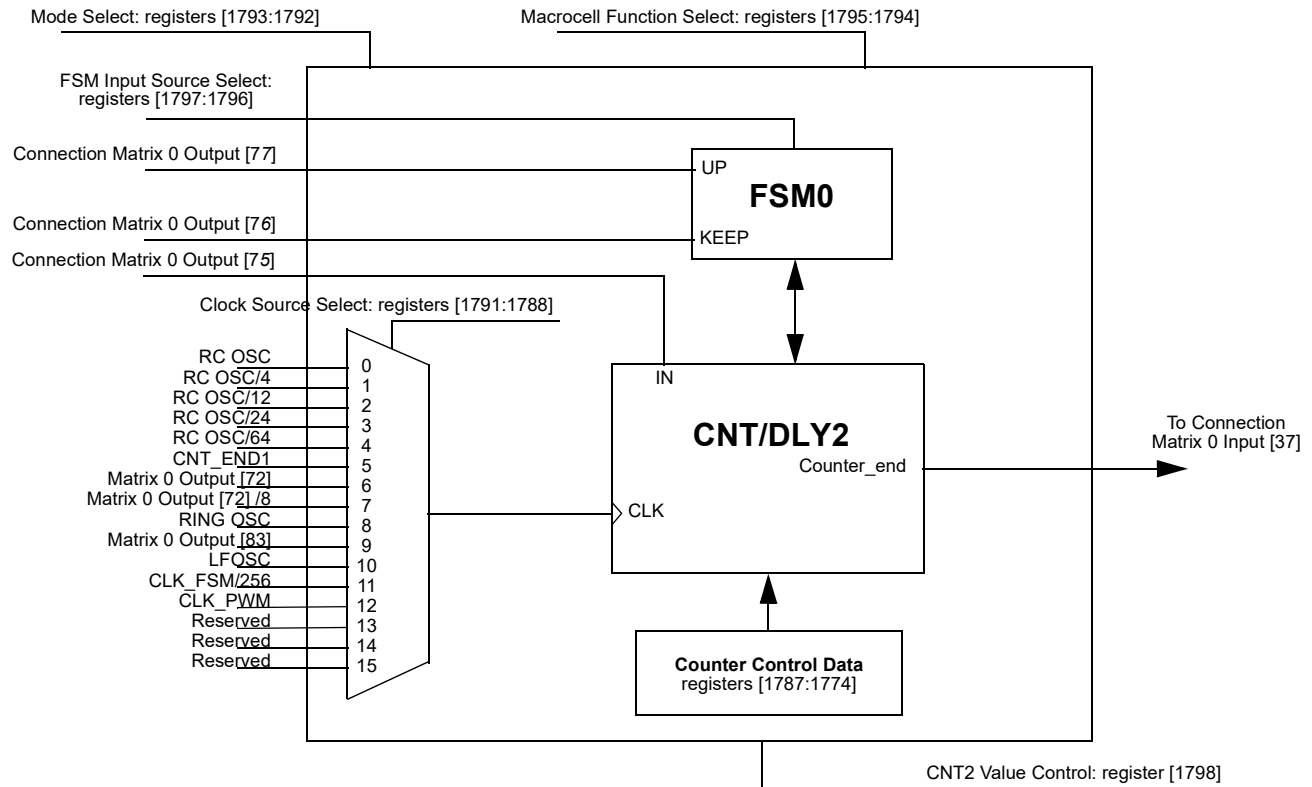 Mode Select: registers [1793:1792]
Macrocell Function Select: registers [1795:1794]
FSM Input Source Select:
registers [1797:1796]
Connection Matrix 0 Output [77]
UP
FSM0
Connection Matrix 0 Output [76]
KEEP
Connection Matrix 0 Output [75]
Clock Source Select: registers [1791:1788]
RC OSC
0
RC OSC/4
1
RC OSC/12
2
RC OSC/24
3
RC OSC/64
4
CNT_END1
5
Matrix 0 Output [72]
6
Matrix 0 Output [72] /8
7
RING OSC
8
Matrix 0 Output [83]
9
LFOSC
10
CLK_FSM/256
11
CLK_PWM
12
Reserved
13
Reserved
14
Reserved
15
IN
CNT/DLY2
Counter_end
CLK
To Connection
Matrix 0 Input [37]
Counter Control Data
registers [1787:1774]
CNT2 Value Control: register [1798]